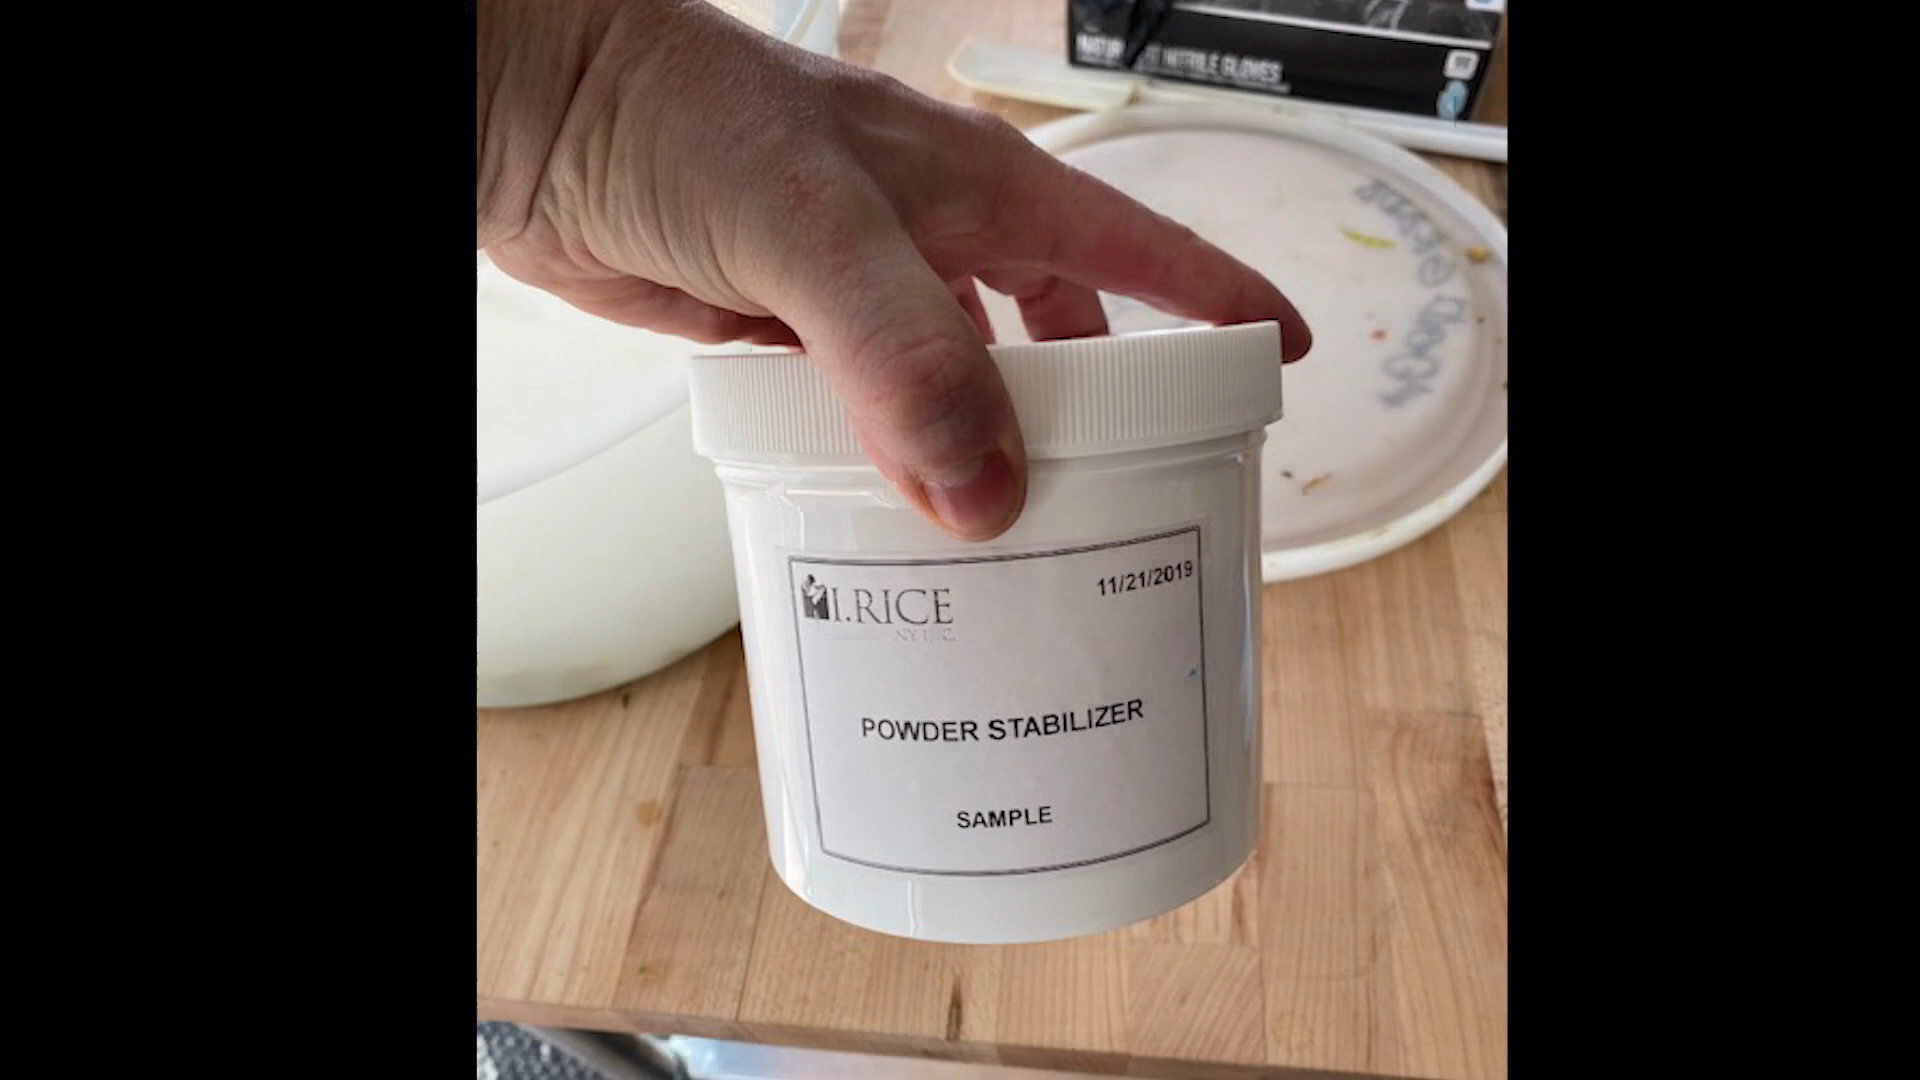 NITRILE GLOVES
I.RICE
11/21/2019
POWDER STABILIZER
SAMPLE